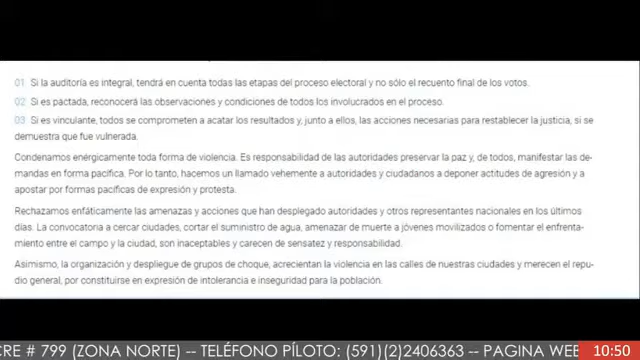 01 Si la auditoría es integral, tendrá en cuenta todas las etapas del proceso electoral y no sólo el recuento final de los votos.
02 Si es pactada, reconocerá las observaciones y condiciones de todos los involucrados en el proceso.
03 Si es vinculante, todos se comprometen a acatar los resultados y, junto a ellos, las acciones necesarias para restablecer la justicia, si se
demuestra que fue vulnerada.
Condenamos enérgicamente toda forma de violencia. Es responsabilidad de las autoridades preservar la paz y, de todos, manifestar las de-
mandas en forma pacífica. Por lo tanto, hacemos un llamado vehemente a autoridades y ciudadanos a deponer actitudes de agresión y a
apostar por formas pacíficas de expresión y protesta.
Rechazamos enfáticamente las amenazas y acciones que han desplegado autoridades y otros representantes nacionales en los últimos
días. La convocatoria a cercar ciudades, cortar el suministro de agua, amenazar de muerte a jóvenes movilizados o fomentar el enfrenta-
miento entre el campo y la ciudad, son inaceptables y carecen de sensatez y responsabilidad.
Asimismo, la organización y despliegue de grupos de choque, acrecientan la violencia en las calles de nuestras ciudades y merecen el repu-
dio general, por constituirse en expresión de intolerancia e inseguridad para la población.
CRE # 799 (ZONA NORTE) -- TELÉFONO PÍLOTO: (591)(2)2406363 -- PAGINA WEB 10:50